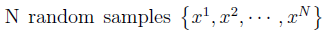 N random samples {x¹, x², ⋯ , xᴺ}